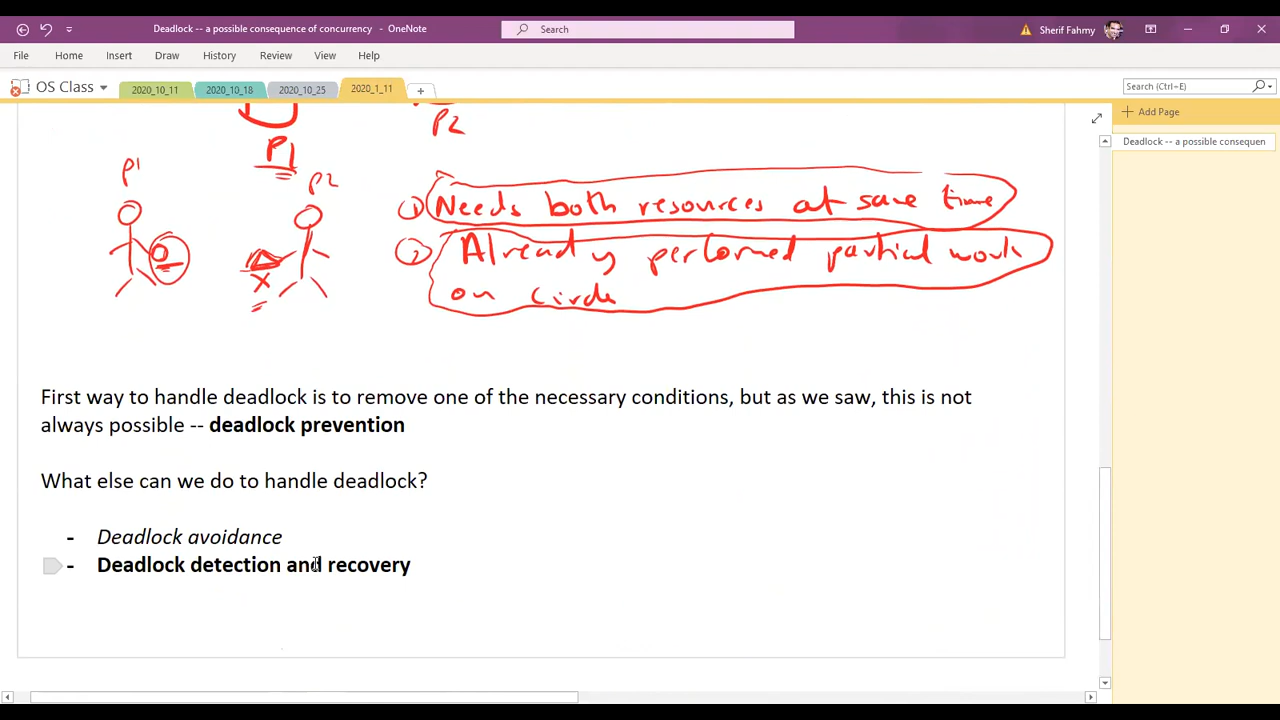 Deadlock -- a possible consequence of concurrency - OneNote
Search
Sherif Fahmy
File Home Insert Draw History Review View Help
OS Class 2020_10_11 2020_10_18 2020_10_25 2020_1_11 +
Search (Ctrl+E)
+ Add Page
Deadlock -- a possible consequen
P2
P1
P1
P2
① Needs both resources at same time
② Already performed partial work
on Circle
First way to handle deadlock is to remove one of the necessary conditions, but as we saw, this is not
always possible -- deadlock prevention
What else can we do to handle deadlock?
- Deadlock avoidance
- Deadlock detection and recovery